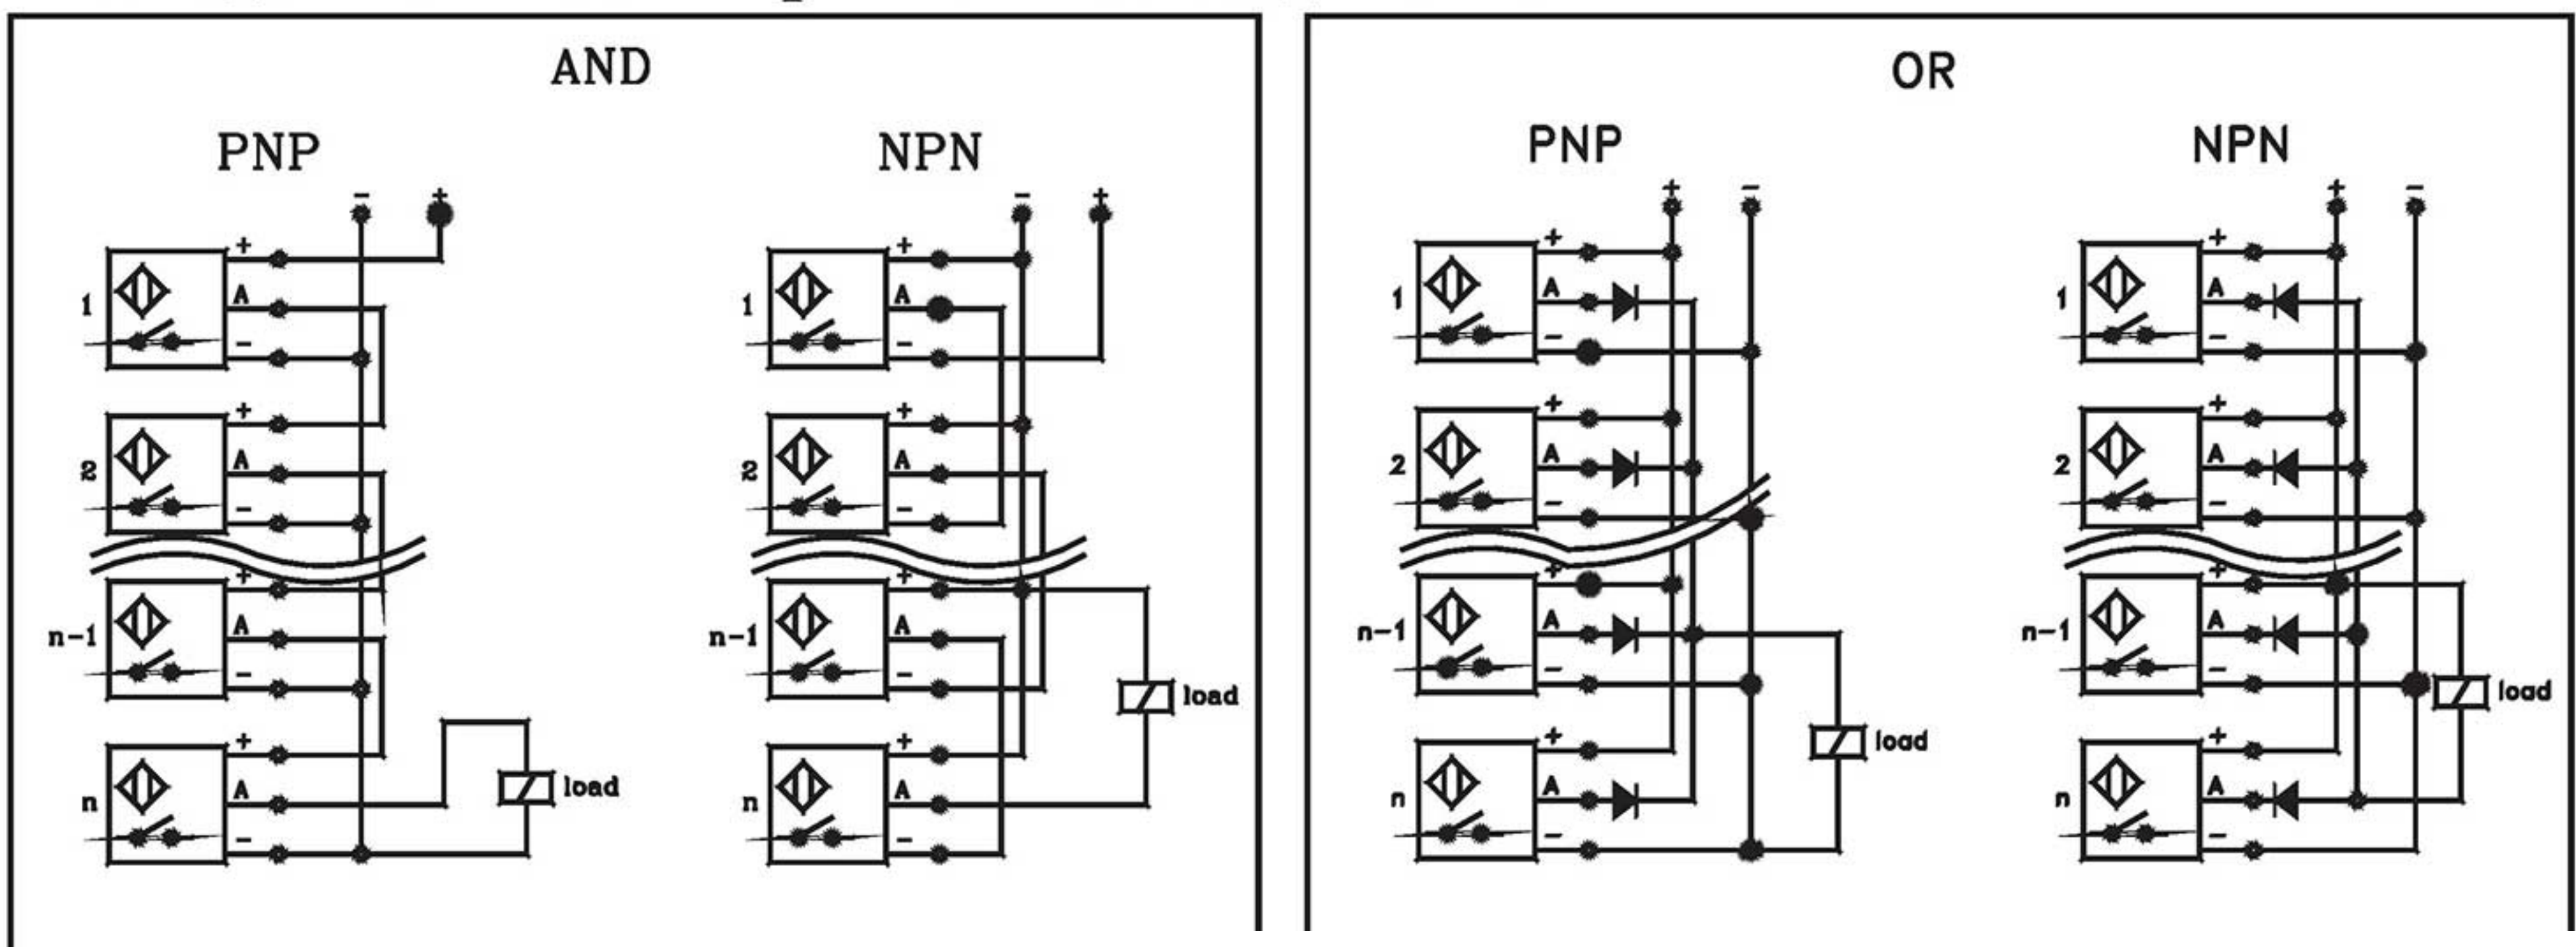 AND
PNP
NPN
- +
- +
1
+
A
-
1
+
A
-
2
+
A
-
2
+
A
-
n-1
+
A
-
n-1
+
A
-
load
n
+
A
-
load
n
+
A
-
OR
PNP
NPN
+ -
+ -
1
+
A
-
1
+
A
-
2
+
A
-
2
+
A
-
n-1
+
A
-
n-1
+
A
-
load
n
+
A
-
load
n
+
A
-